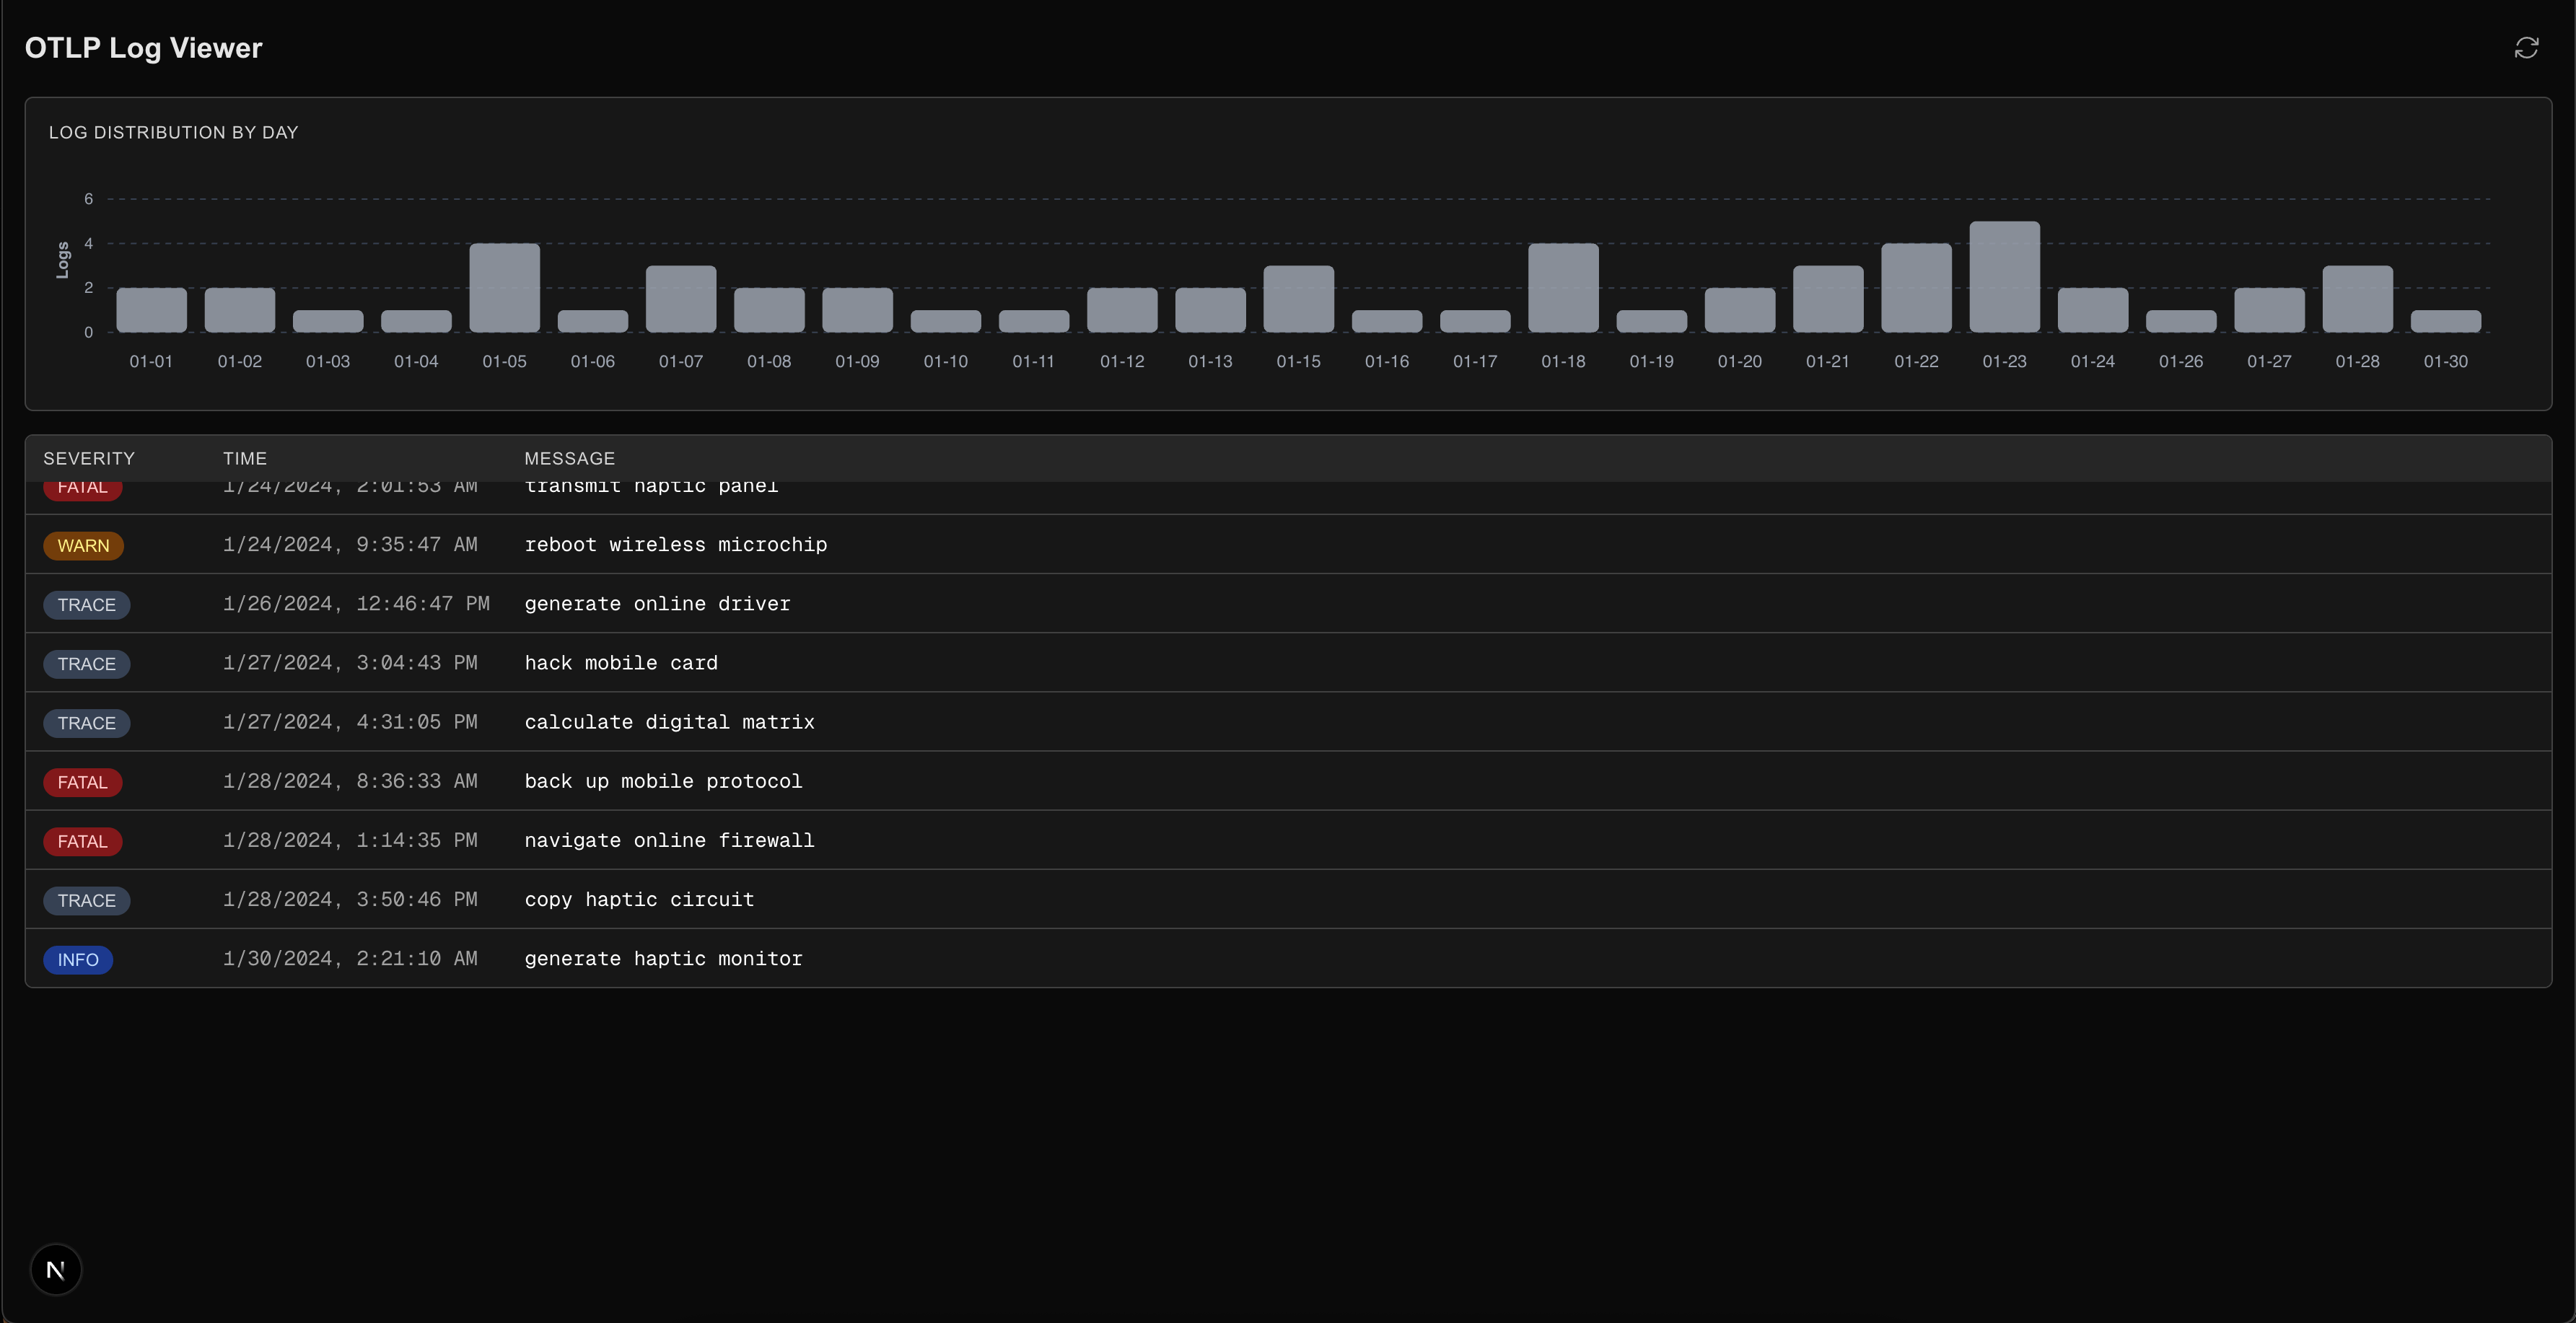 OTLP Log Viewer
LOG DISTRIBUTION BY DAY
6
4
2
0
Logs
01-01 01-02 01-03 01-04 01-05 01-06 01-07 01-08 01-09 01-10 01-11 01-12 01-13 01-15 01-16 01-17 01-18 01-19 01-20 01-21 01-22 01-23 01-24 01-26 01-27 01-28 01-30
SEVERITY TIME MESSAGE
FATAL 1/24/2024, 2:01:53 AM transmit haptic panel
WARN 1/24/2024, 9:35:47 AM reboot wireless microchip
TRACE 1/26/2024, 12:46:47 PM generate online driver
TRACE 1/27/2024, 3:04:43 PM hack mobile card
TRACE 1/27/2024, 4:31:05 PM calculate digital matrix
FATAL 1/28/2024, 8:36:33 AM back up mobile protocol
FATAL 1/28/2024, 1:14:35 PM navigate online firewall
TRACE 1/28/2024, 3:50:46 PM copy haptic circuit
INFO 1/30/2024, 2:21:10 AM generate haptic monitor
N